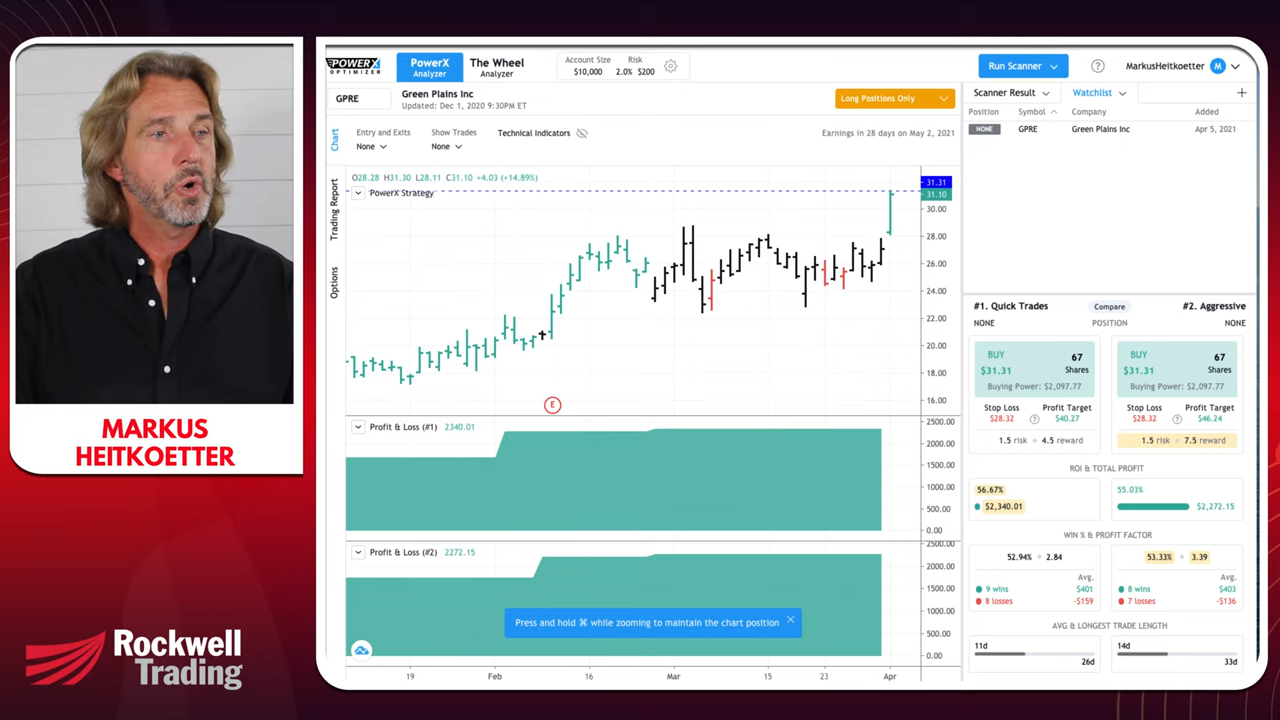 MARKUS
HEITKOETTER
Rockwell
Trading
POWERX
OPTIMIZER
PowerX
Analyzer
The Wheel
Analyzer
Account Size
$10,000
Risk
2.0% $200
Run Scanner
?
MarkusHeitkoetter
M
GPRE
Green Plains Inc
Updated: Dec 1, 2020 9:30PM ET
Long Positions Only
Chart
Trading Report
Options
Entry and Exits
None
Show Trades
None
Technical Indicators
Earnings in 28 days on May 2, 2021
O28.28 H31.30 L28.11 C31.10 +4.03 (+14.89%)
PowerX Strategy
31.31
31.10
30.00
28.00
26.00
24.00
22.00
20.00
18.00
16.00
E
Profit & Loss (#1) 2340.01
2500.00
2000.00
1500.00
1000.00
500.00
0.00
Profit & Loss (#2) 2272.15
2500.00
2000.00
1500.00
1000.00
500.00
0.00
Press and hold ⌘ while zooming to maintain the chart position
19 Feb 16 Mar 15 23 Apr
Scanner Result
Watchlist
+
Position Symbol Company Added
NONE GPRE Green Plains Inc Apr 5, 2021
#1. Quick Trades Compare #2. Aggressive
NONE POSITION NONE
BUY
$31.31
67
Shares
Buying Power: $2,097.77
Stop Loss
$28.32
?
Profit Target
$40.27
1.5 risk 4.5 reward
BUY
$31.31
67
Shares
Buying Power: $2,097.77
Stop Loss
$28.32
?
Profit Target
$46.24
1.5 risk 7.5 reward
ROI & TOTAL PROFIT
56.67%
$2,340.01
55.03%
$2,272.15
WIN % & PROFIT FACTOR
52.94% 2.84
Avg.
9 wins $401
8 losses -$159
53.33% 3.39
Avg.
8 wins $403
7 losses -$136
AVG & LONGEST TRADE LENGTH
11d
26d
14d
33d